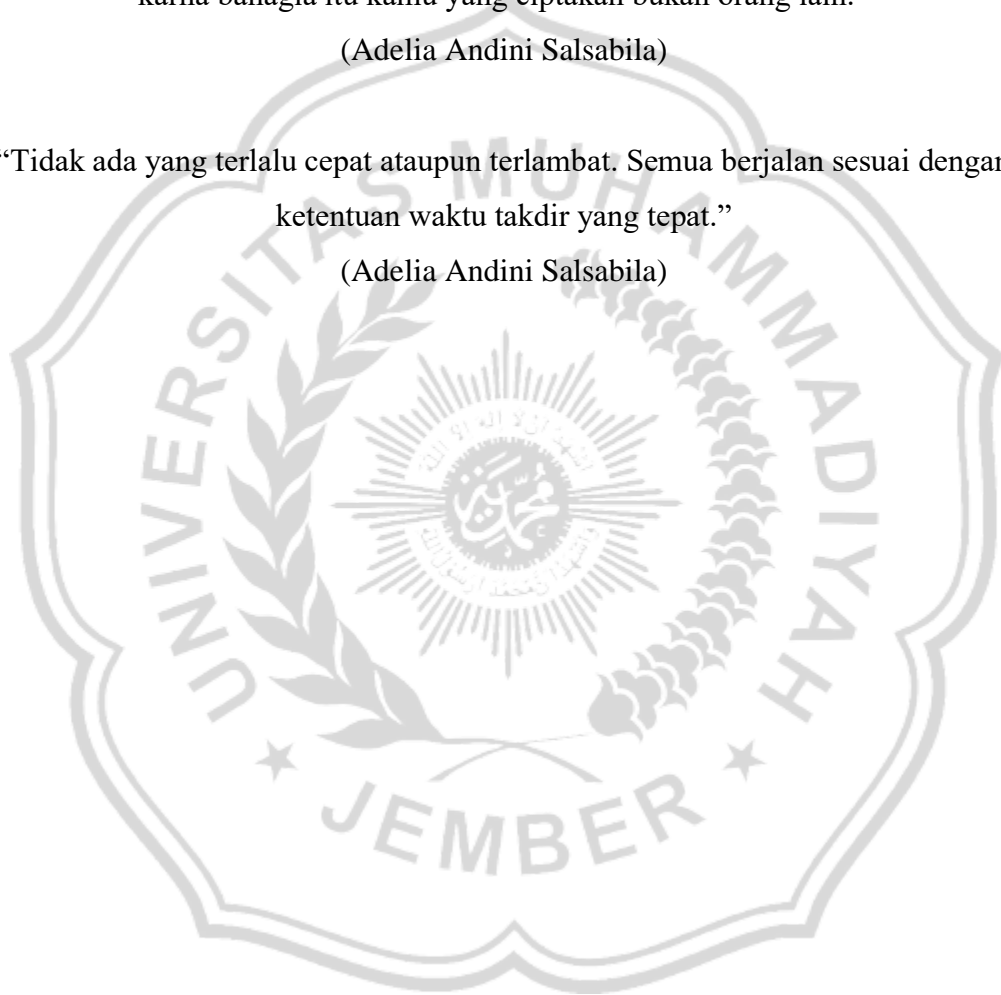 karna bahagia itu kamu yang ciptakan bukan orang lain.
(Adelia Andini Salsabila)
“Tidak ada yang terlalu cepat ataupun terlambat. Semua berjalan sesuai dengan
ketentuan waktu takdir yang tepat.”
(Adelia Andini Salsabila)
UNIVERSITAS MUHAMMADIYAH
JEMBER